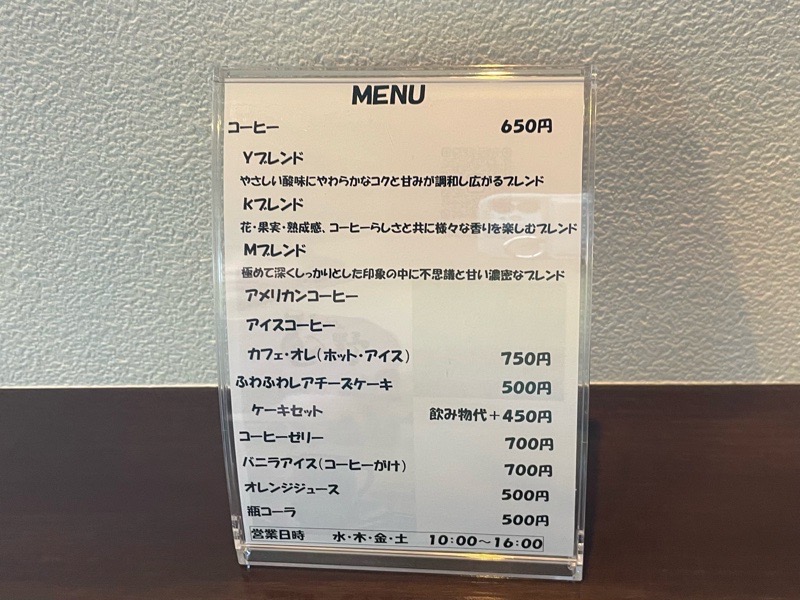 MENU
コーヒー 650円
Yブレンド
やさしい酸味にやわらかなコクと甘みが調和し広がるブレンド
Kブレンド
花・果実・熟成感、コーヒーらしさと共に様々な香りを楽しむブレンド
Mブレンド
極めて深くしっかりとした印象の中に不思議と甘い濃密なブレンド
アメリカンコーヒー
アイスコーヒー
カフェ・オレ(ホット・アイス) 750円
ふわふわレアチーズケーキ 500円
ケーキセット 飲み物代+450円
コーヒーゼリー 700円
バニラアイス(コーヒーがけ) 700円
オレンジジュース 500円
瓶コーラ 500円
営業日時 水・木・金・土 10:00~16:00